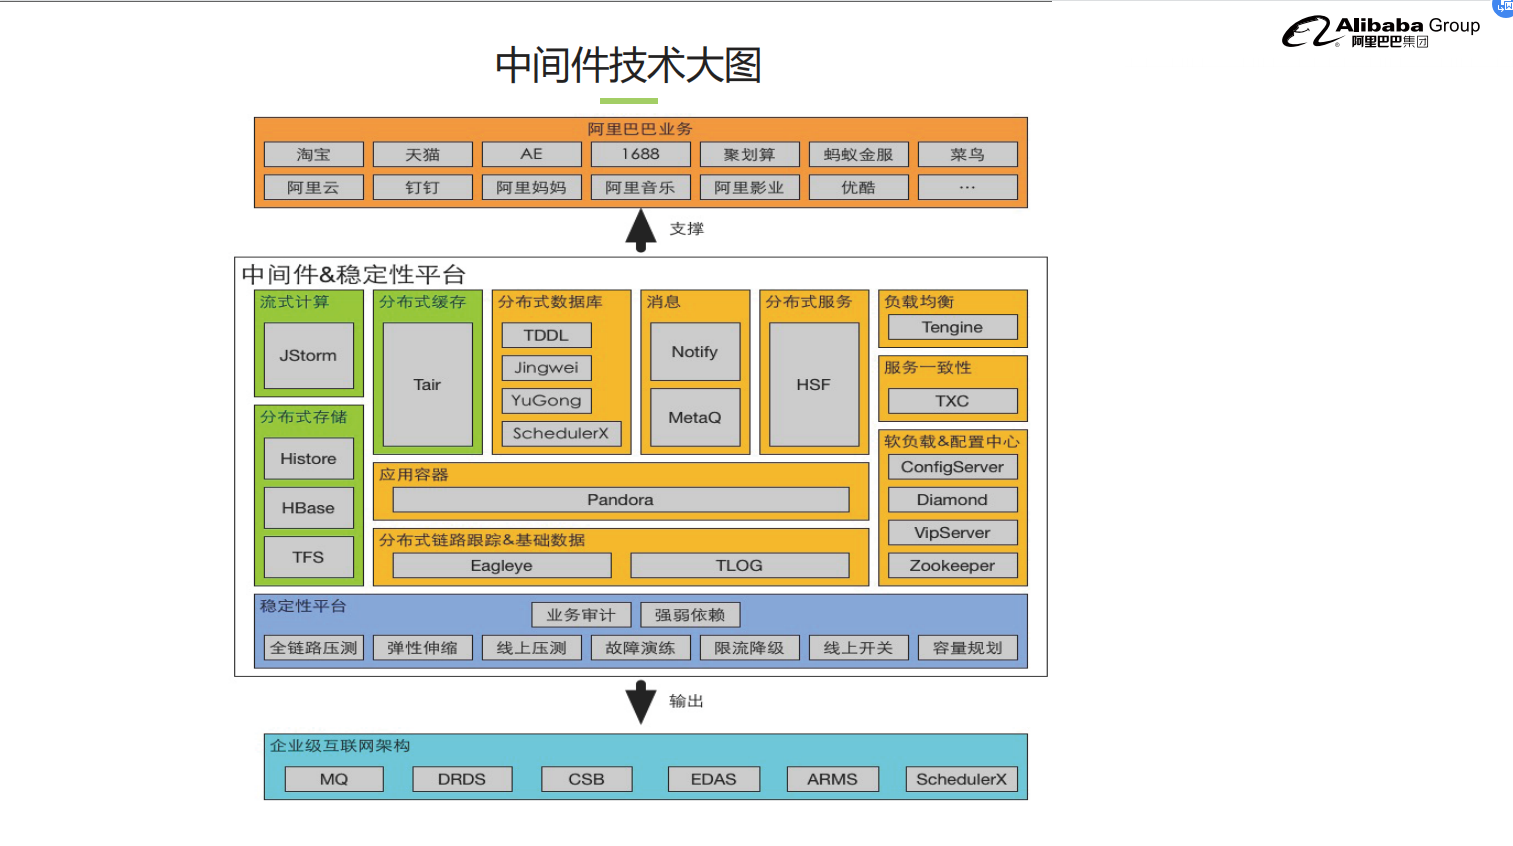 Alibaba Group
阿里巴巴集团
中间件技术大图
阿里巴巴业务
淘宝 天猫 AE 1688 聚划算 蚂蚁金服 菜鸟
阿里云 钉钉 阿里妈妈 阿里音乐 阿里影业 优酷 …
支撑
中间件&稳定性平台
流式计算
JStorm
分布式存储
Histore
HBase
TFS
分布式缓存
Tair
分布式数据库
TDDL
Jingwei
YuGong
SchedulerX
消息
Notify
MetaQ
分布式服务
HSF
负载均衡
Tengine
服务一致性
TXC
软负载&配置中心
ConfigServer
Diamond
VipServer
Zookeeper
应用容器
Pandora
分布式链路跟踪&基础数据
Eagleye TLOG
稳定性平台
业务审计 强弱依赖
全链路压测 弹性伸缩 线上压测 故障演练 限流降级 线上开关 容量规划
输出
企业级互联网架构
MQ DRDS CSB EDAS ARMS SchedulerX